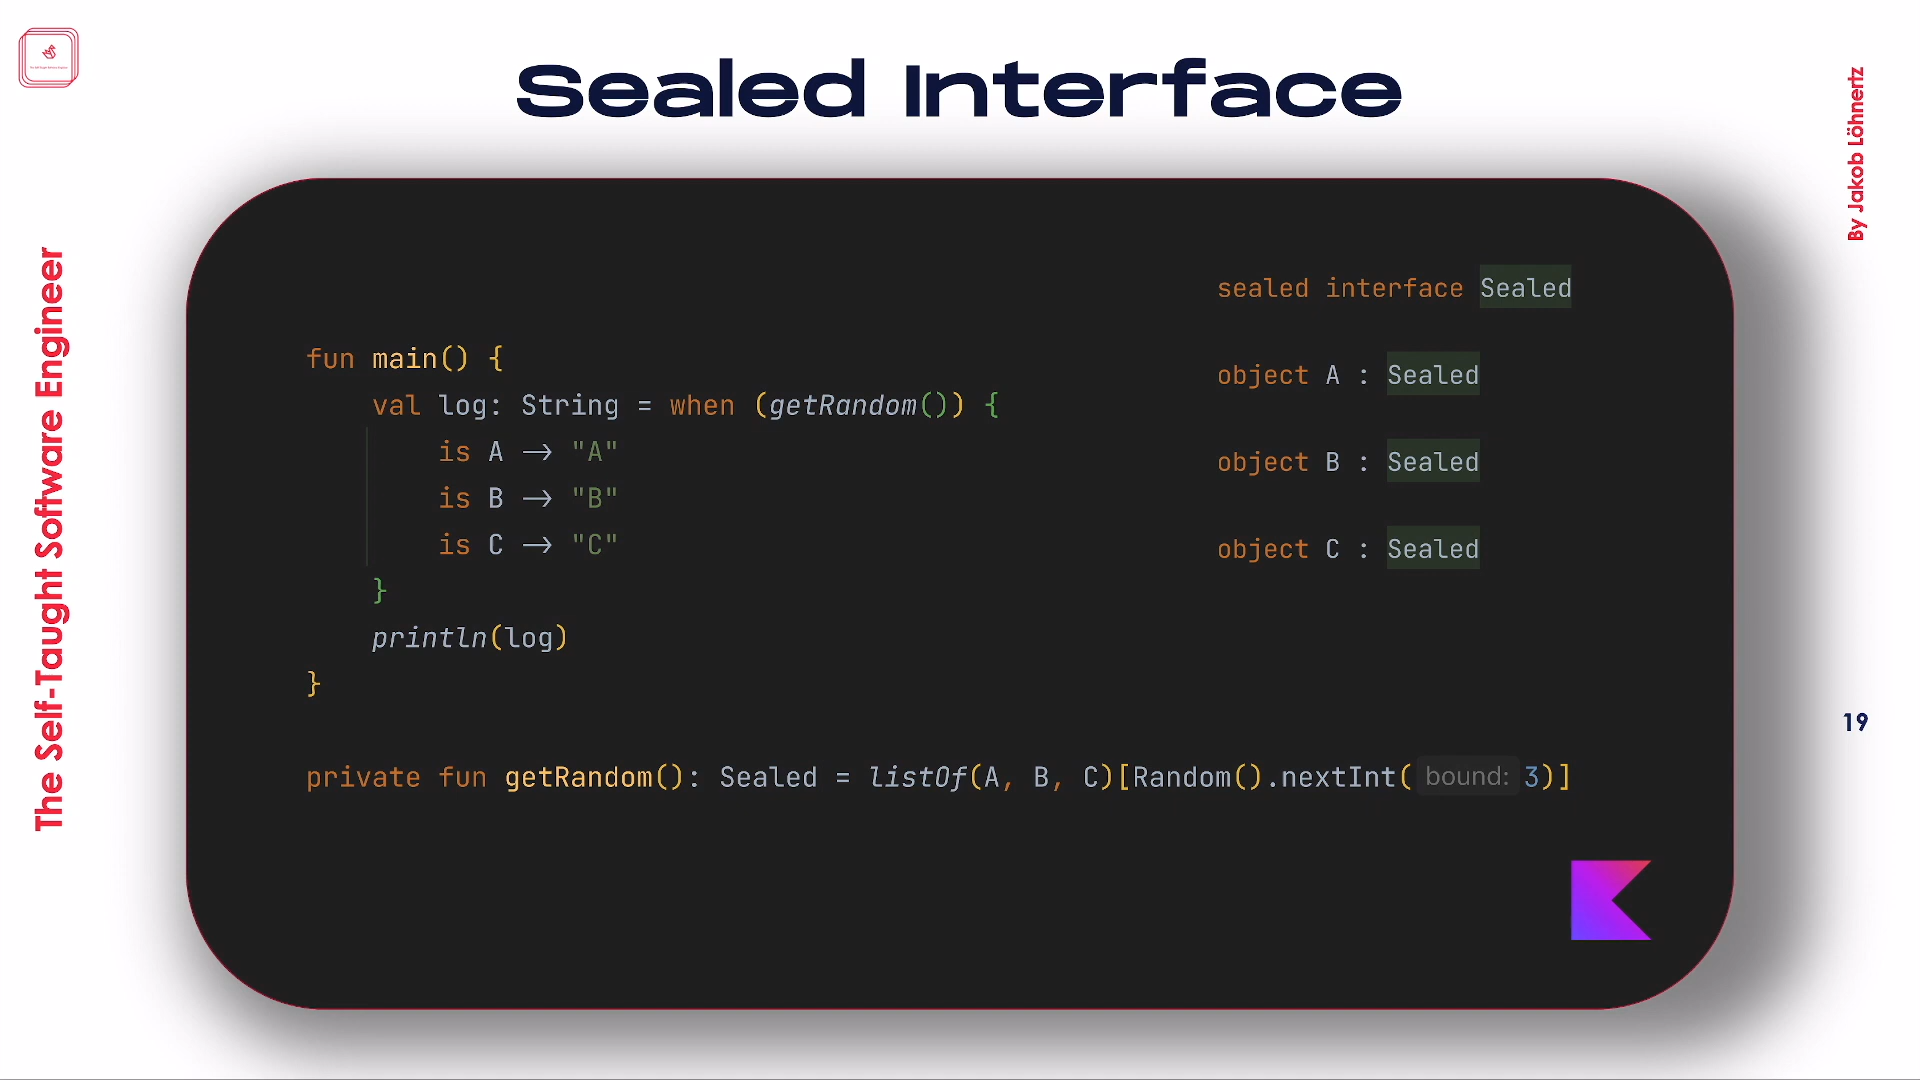 Sealed Interface
The Self-Taught Software Engineer
By Jakob Löhnertz
fun main() {
    val log: String = when (getRandom()) {
        is A -> "A"
        is B -> "B"
        is C -> "C"
    }
    println(log)
}
private fun getRandom(): Sealed = listOf(A, B, C)[Random().nextInt( bound: 3)]
sealed interface Sealed
object A : Sealed
object B : Sealed
object C : Sealed
19